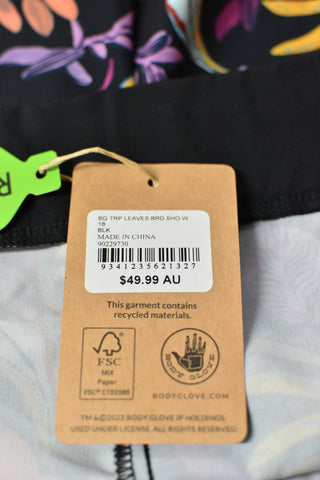 R
BG TRP LEAVES BRD SHO W
18
BLK
MADE IN CHINA
90229730
9341235621327
$49.99 AU
This garment contains
recycled materials.
FSC
MIX
Paper
FSC® C152085
BODY GLOVE
BODYGLOVE.COM
™&©2023 BODY GLOVE IP HOLDINGS.
USED UNDER LICENSE. ALL RIGHTS RESERVED.